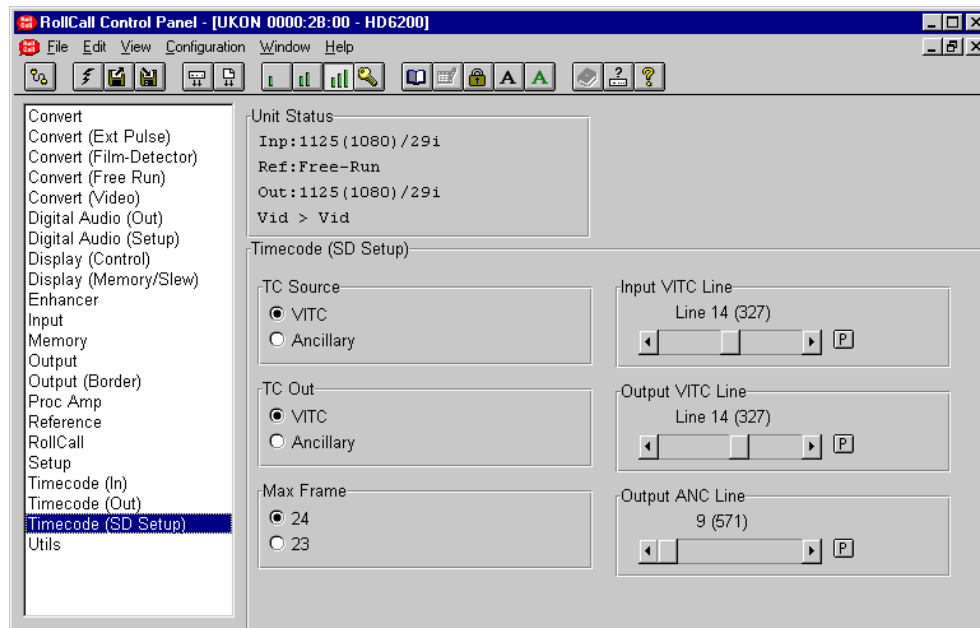 RollCall Control Panel - [UKON 0000:2B:00 - HD6200]
File Edit View Configuration Window Help
A A
Convert
Convert (Ext Pulse)
Convert (Film-Detector)
Convert (Free Run)
Convert (Video)
Digital Audio (Out)
Digital Audio (Setup)
Display (Control)
Display (Memory/Slew)
Enhancer
Input
Memory
Output
Output (Border)
Proc Amp
Reference
RollCall
Setup
Timecode (In)
Timecode (Out)
Timecode (SD Setup)
Utils
Unit Status
Inp:1125(1080)/29i
Ref:Free-Run
Out:1125(1080)/29i
Vid > Vid
Timecode (SD Setup)
TC Source
VITC
Ancillary
TC Out
VITC
Ancillary
Max Frame
24
23
Input VITC Line
Line 14 (327)
P
Output VITC Line
Line 14 (327)
P
Output ANC Line
9 (571)
P